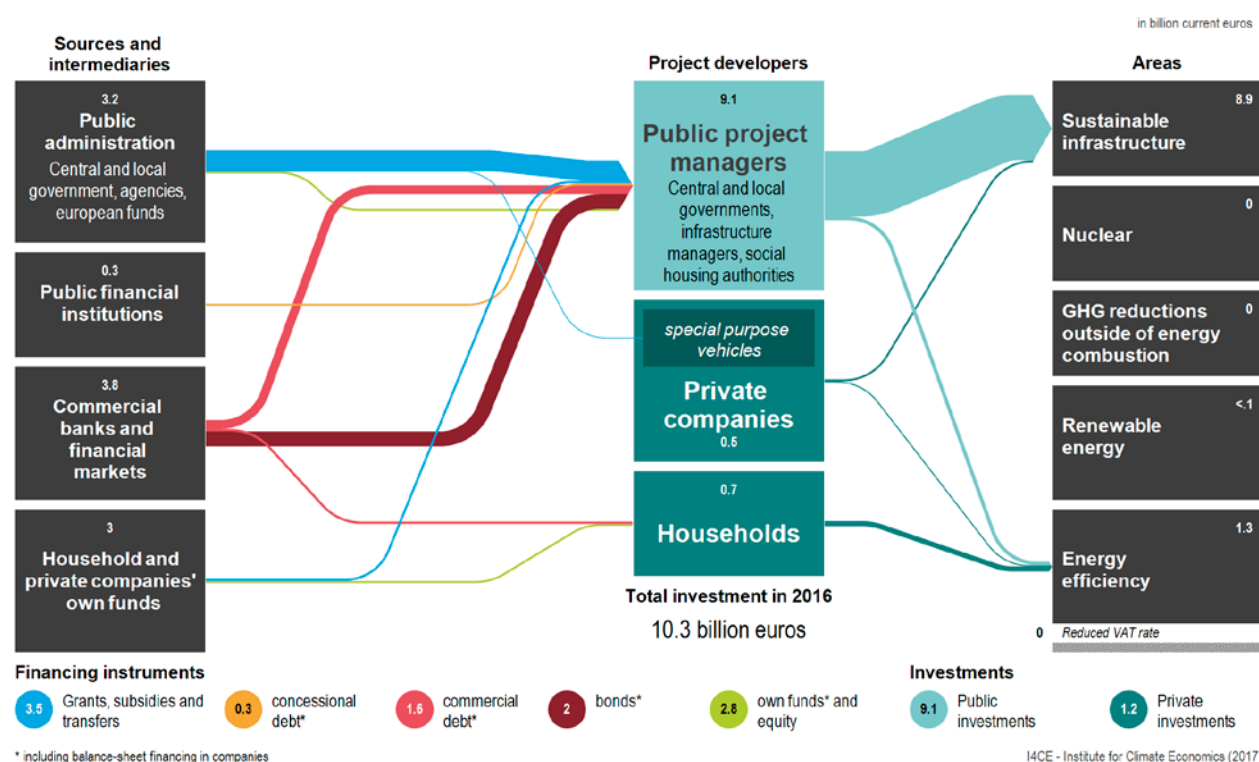 in billion current euros
Sources and
intermediaries
Project developers
Areas
3.2
Public
administration
Central and local
government, agencies,
european funds
0.3
Public financial
institutions
3.8
Commercial
banks and
financial
markets
3
Household and
private companies'
own funds
9.1
Public project
managers
Central and local
governments,
infrastructure
managers, social
housing authorities
special purpose
vehicles
Private
companies
0.5
0.7
Households
Total investment in 2016
10.3 billion euros
8.9
Sustainable
infrastructure
0
Nuclear
GHG reductions 0
outside of energy
combustion
<.1
Renewable
energy
1.3
Energy
efficiency
0 Reduced VAT rate
Financing instruments
3.5 Grants, subsidies and
transfers
0.3 concessional
debt*
1.6 commercial
debt*
2 bonds*
2.8 own funds* and
equity
Investments
9.1 Public
investments
1.2 Private
investments
* including balance-sheet financing in companies
I4CE - Institute for Climate Economics (2017